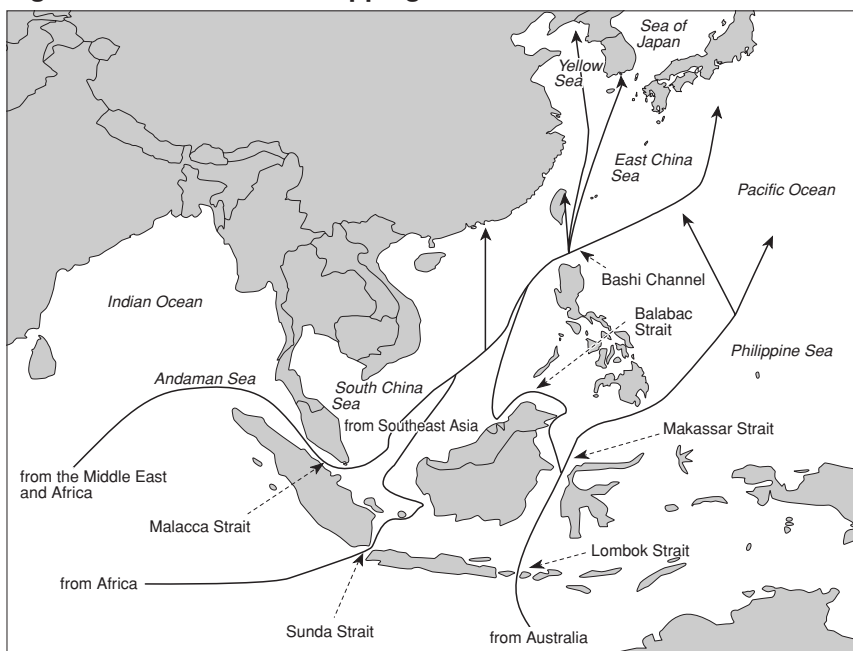 Sea of
Japan
Yellow
Sea
East China
Sea
Pacific Ocean
Bashi Channel
Indian Ocean
Balabac
Strait
Philippine Sea
Andaman Sea
South China
Sea
from Southeast Asia
Makassar Strait
from the Middle East
and Africa
Malacca Strait
Lombok Strait
from Africa
Sunda Strait
from Australia